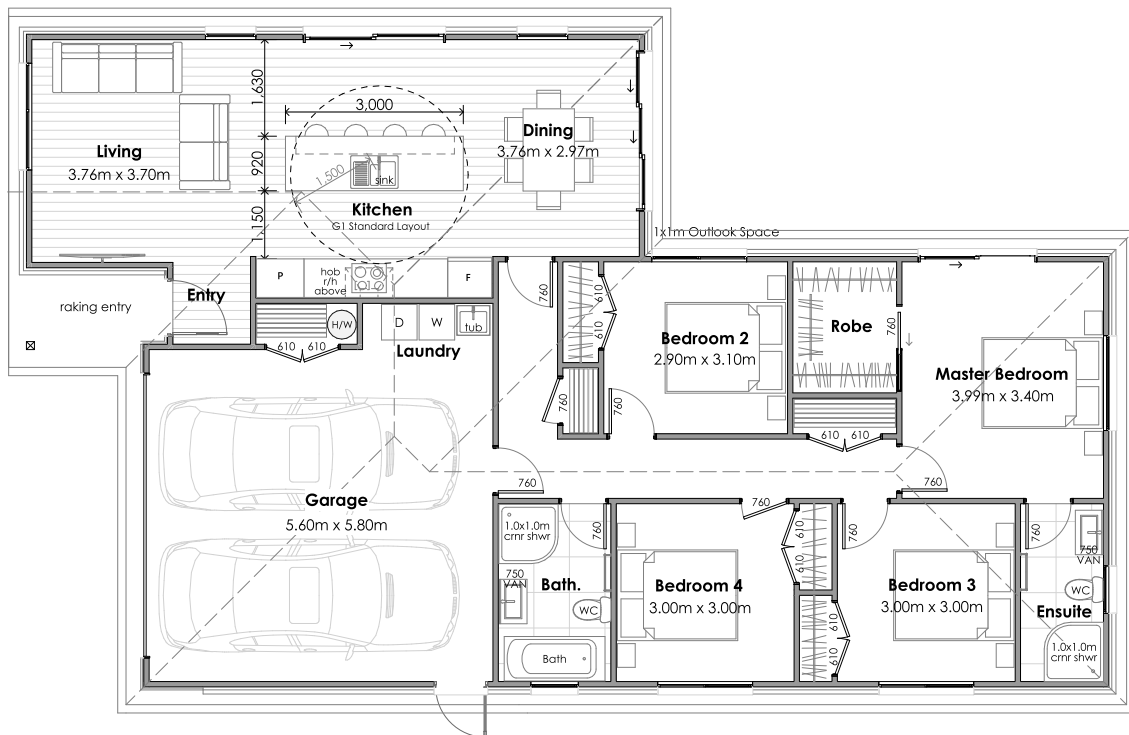 1,630
3,000
Living
3.76m x 3.70m
Dining
3.76m x 2.97m
920
1,500
sink
Kitchen
G1 Standard Layout
1,150
1x1m Outlook Space
P
hob
r/h
above
F
Entry
raking entry
760
610
610
Robe
760
H/W
D
W
tub
Laundry
610 610
Bedroom 2
2.90m x 3.10m
Master Bedroom
3.99m x 3.40m
760
760
610 610
Garage
5.60m x 5.80m
760
760
760
1.0x1.0m
crnr shwr
760
610
610
760
760
750
VAN
750
VAN
Bath.
WC
Bedroom 4
3.00m x 3.00m
Bedroom 3
3.00m x 3.00m
WC
Ensuite
610
610
Bath
1.0x1.0m
crnr shwr